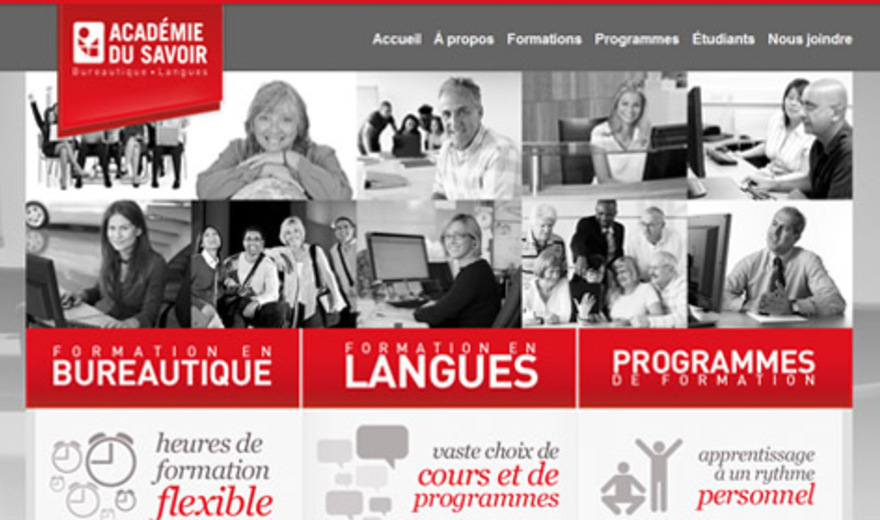 ACADÉMIE
DU SAVOIR
Bureautique • Langues
Accueil À propos Formations Programmes Étudiants Nous joindre
FORMATION EN
BUREAUTIQUE
FORMATION EN
LANGUES
PROGRAMMES
DE FORMATION
heures de
formation
flexible
vaste choix de
cours et de
programmes
apprentissage
à un rythme
personnel